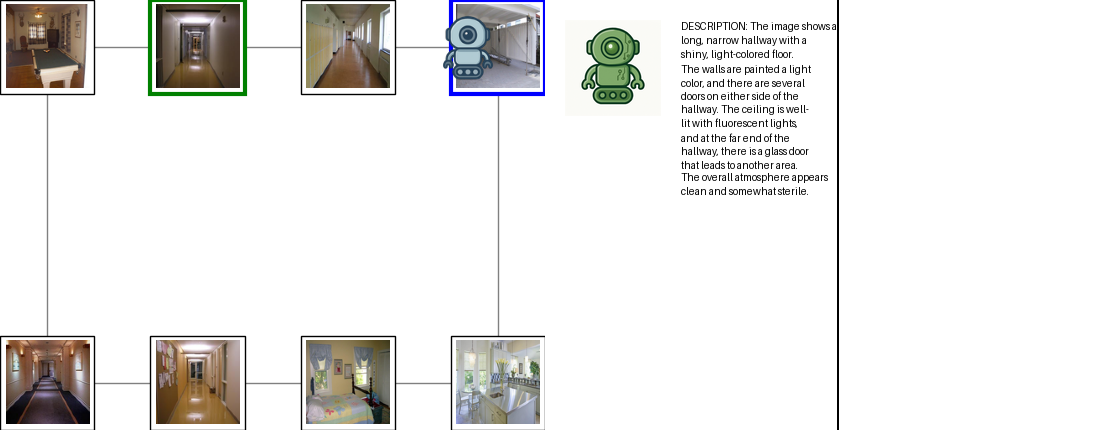 DESCRIPTION: The image shows a
long, narrow hallway with a
shiny, light-colored floor.
The walls are painted a light
color, and there are several
doors on either side of the
hallway. The ceiling is well-
lit with fluorescent lights,
and at the far end of the
hallway, there is a glass door
that leads to another area.
The overall atmosphere appears
clean and somewhat sterile.